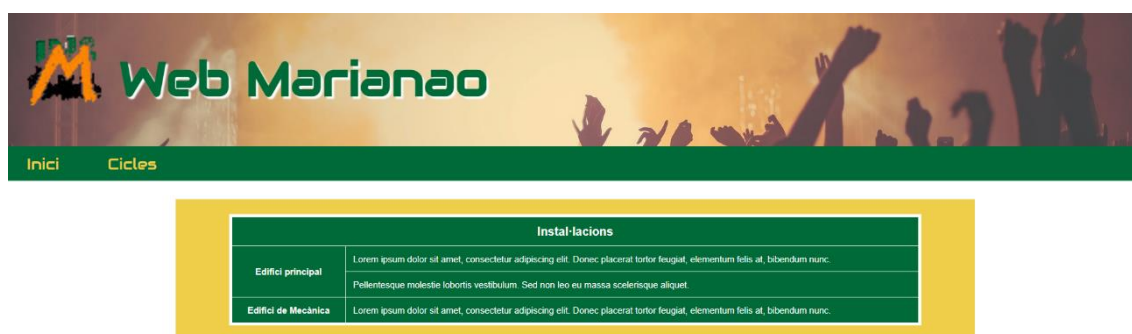 INS
M
Web Marianao
Inici Cicles
Instal·lacions
Edifici principal
Lorem ipsum dolor sit amet, consectetur adipiscing elit. Donec placerat tortor feugiat, elementum felis at, bibendum nunc.
Pellentesque molestie lobortis vestibulum. Sed non leo eu massa scelerisque aliquet.
Edifici de Mecànica Lorem ipsum dolor sit amet, consectetur adipiscing elit. Donec placerat tortor feugiat, elementum felis at, bibendum nunc.